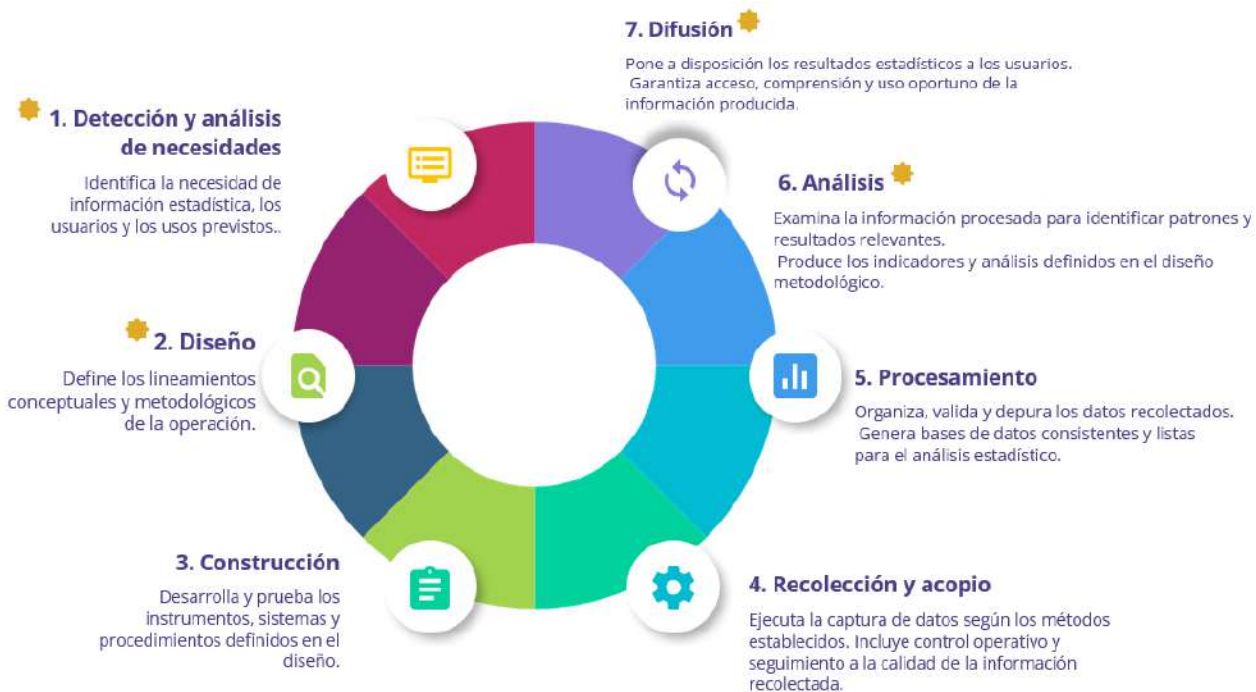 1. Detección y análisis
de necesidades
Identifica la necesidad de
información estadística, los
usuarios y los usos previstos..
2. Diseño
Define los lineamientos
conceptuales y metodológicos
de la operación.
3. Construcción
Desarrolla y prueba los
instrumentos, sistemas y
procedimientos definidos en el
diseño.
4. Recolección y acopio
Ejecuta la captura de datos según los métodos
establecidos. Incluye control operativo y
seguimiento a la calidad de la información
recolectada.
5. Procesamiento
Organiza, valida y depura los datos recolectados.
Genera bases de datos consistentes y listas
para el análisis estadístico.
6. Análisis
Examina la información procesada para identificar patrones y
resultados relevantes.
Produce los indicadores y análisis definidos en el diseño
metodológico.
7. Difusión
Pone a disposición los resultados estadísticos a los usuarios.
Garantiza acceso, comprensión y uso oportuno de la
información producida.